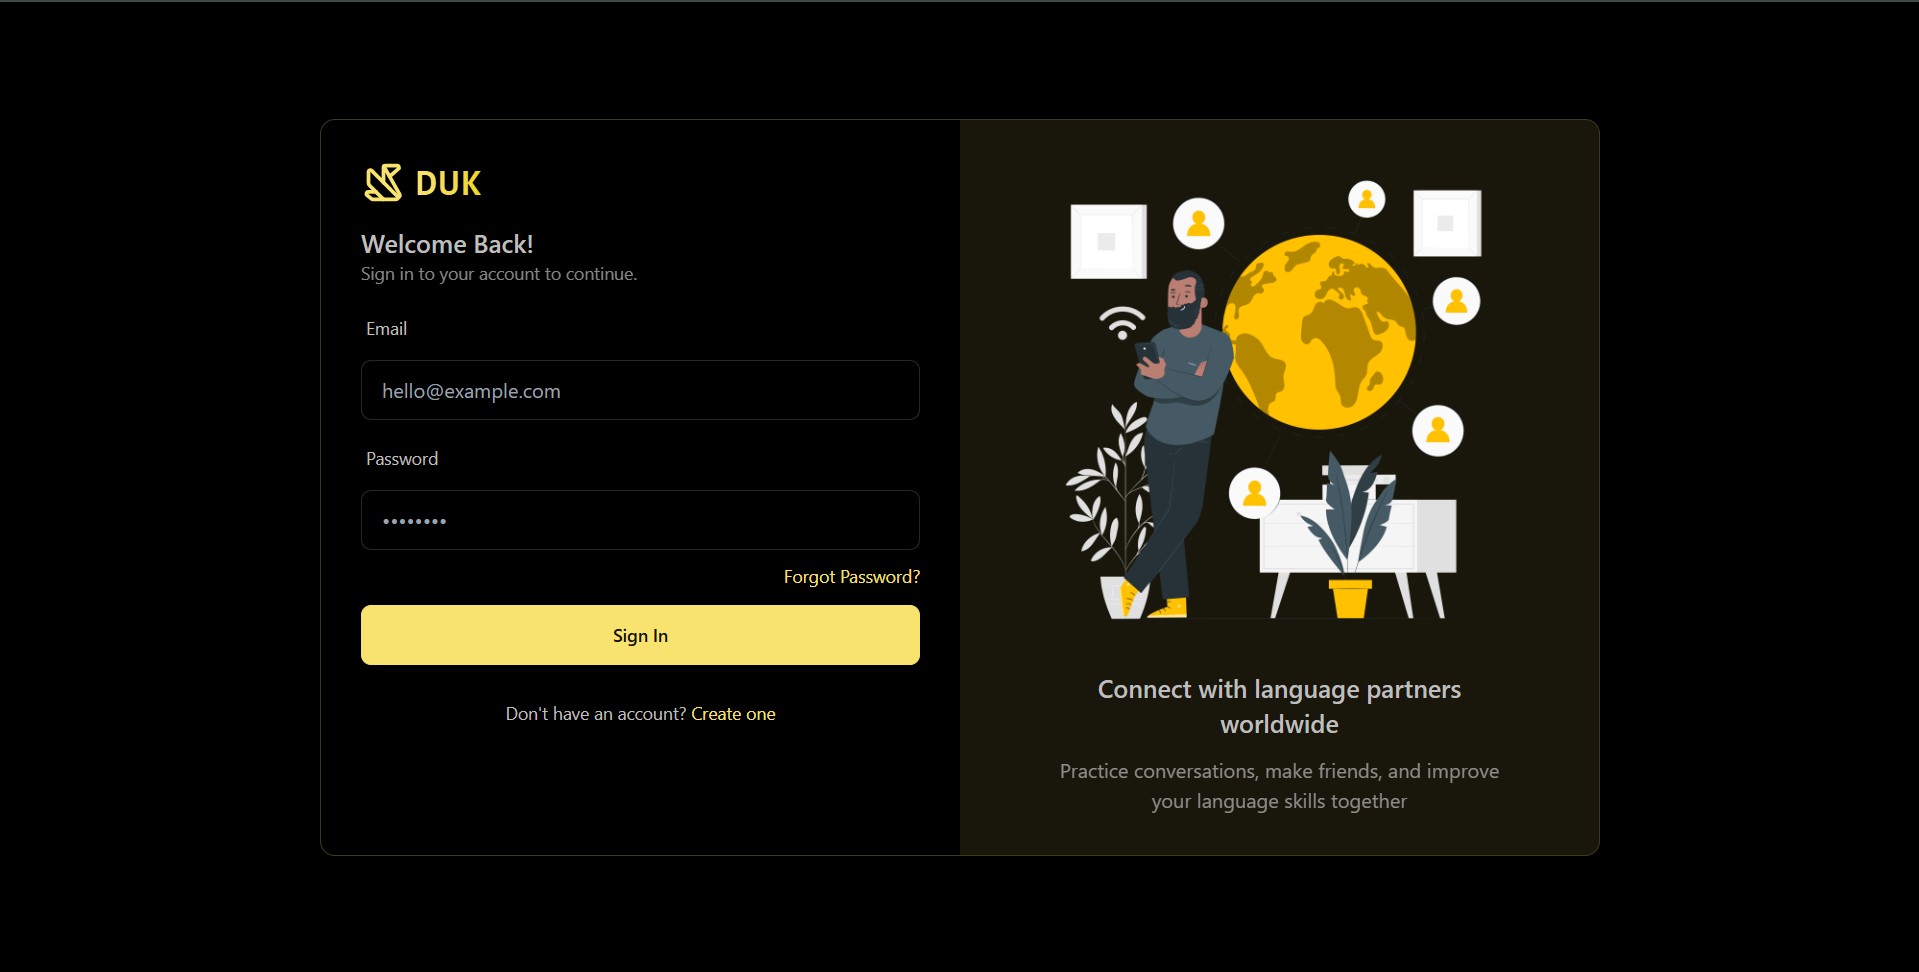 DUK
Welcome Back!
Sign in to your account to continue.
Email
hello@example.com
Password
••••••••
Forgot Password?
Sign In
Don't have an account? Create one
Connect with language partners
worldwide
Practice conversations, make friends, and improve
your language skills together